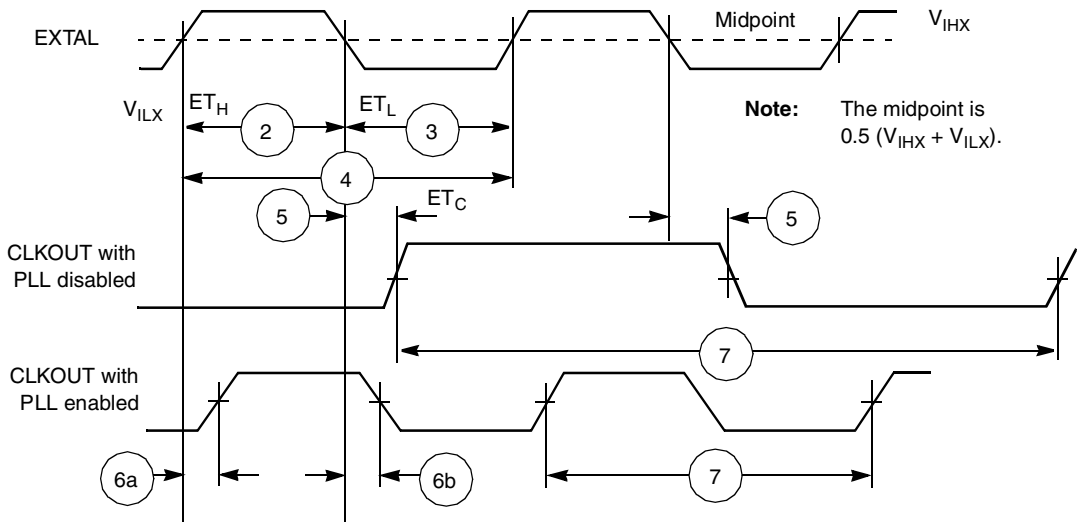 Midpoint
V_IHX
EXTAL
V_ILX
ET_H
2
ET_L
3
Note: The midpoint is
0.5 (V_IHX + V_ILX).
4
5
ET_C
5
CLKOUT with
PLL disabled
7
CLKOUT with
PLL enabled
6a
6b
7